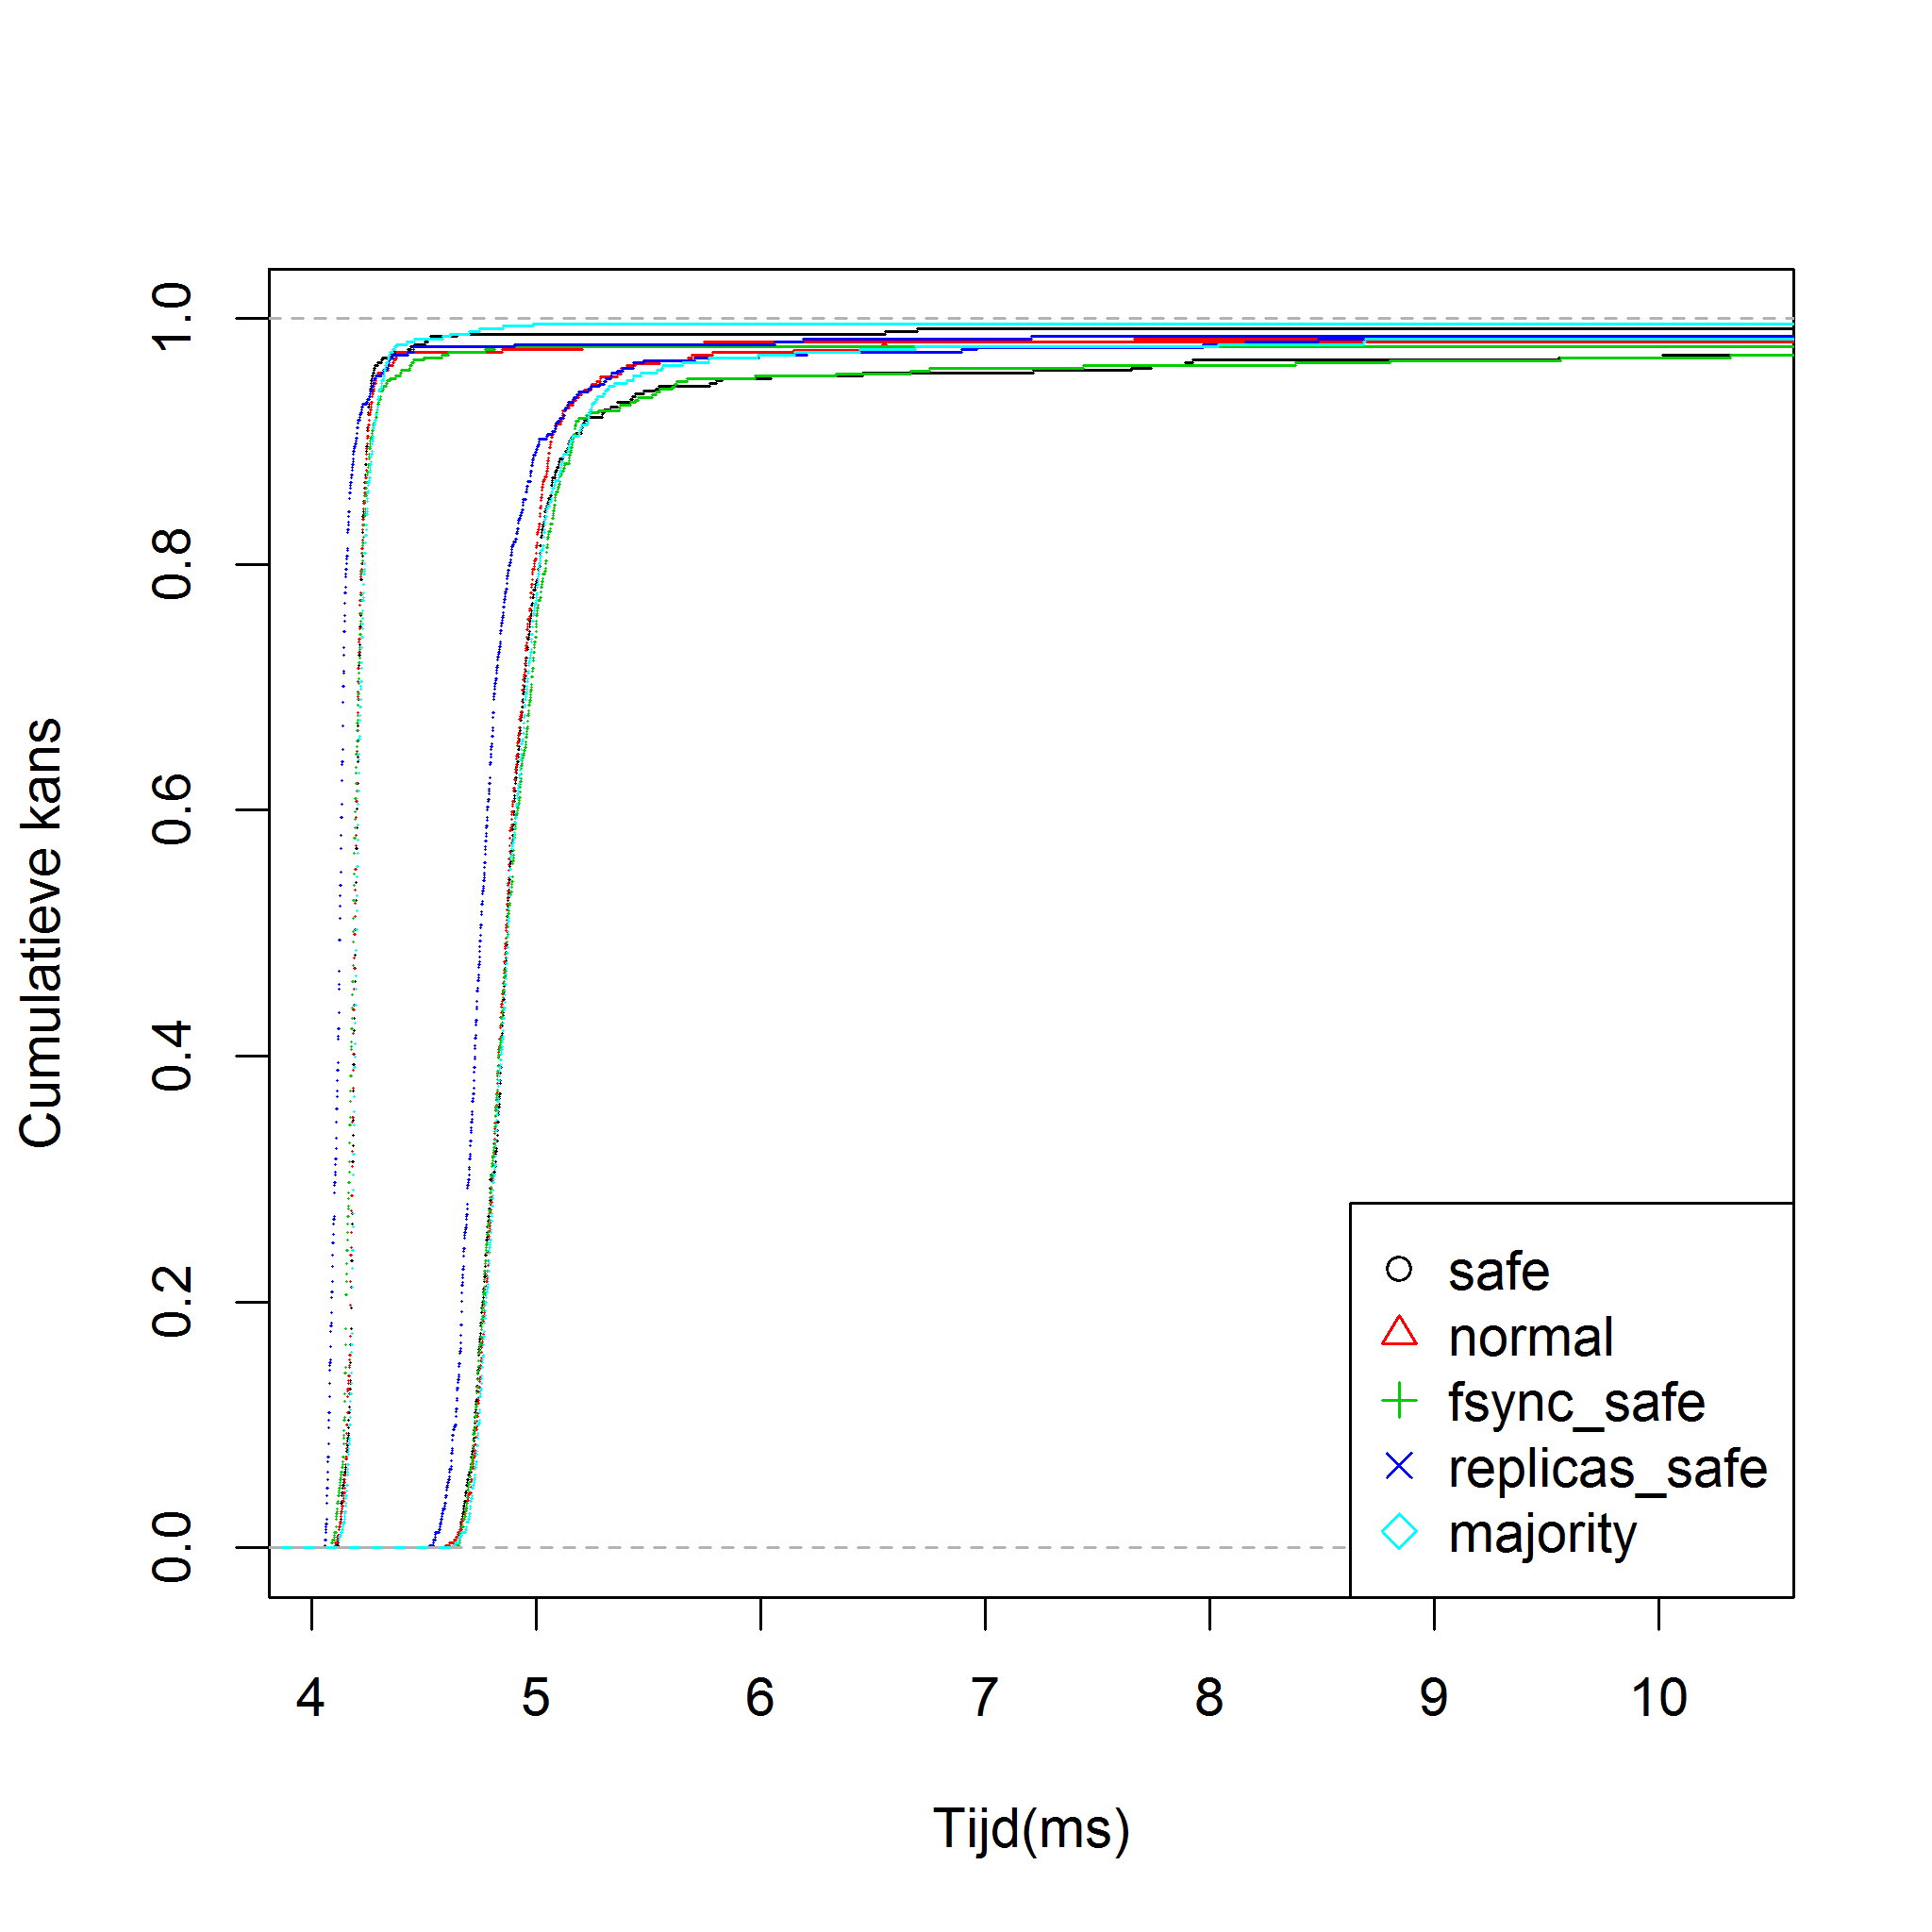 Cumulatieve kans
1.0
0.8
0.6
0.4
0.2
0.0
safe
normal
fsync_safe
replicas_safe
majority
4 5 6 7 8 9 10
Tijd(ms)